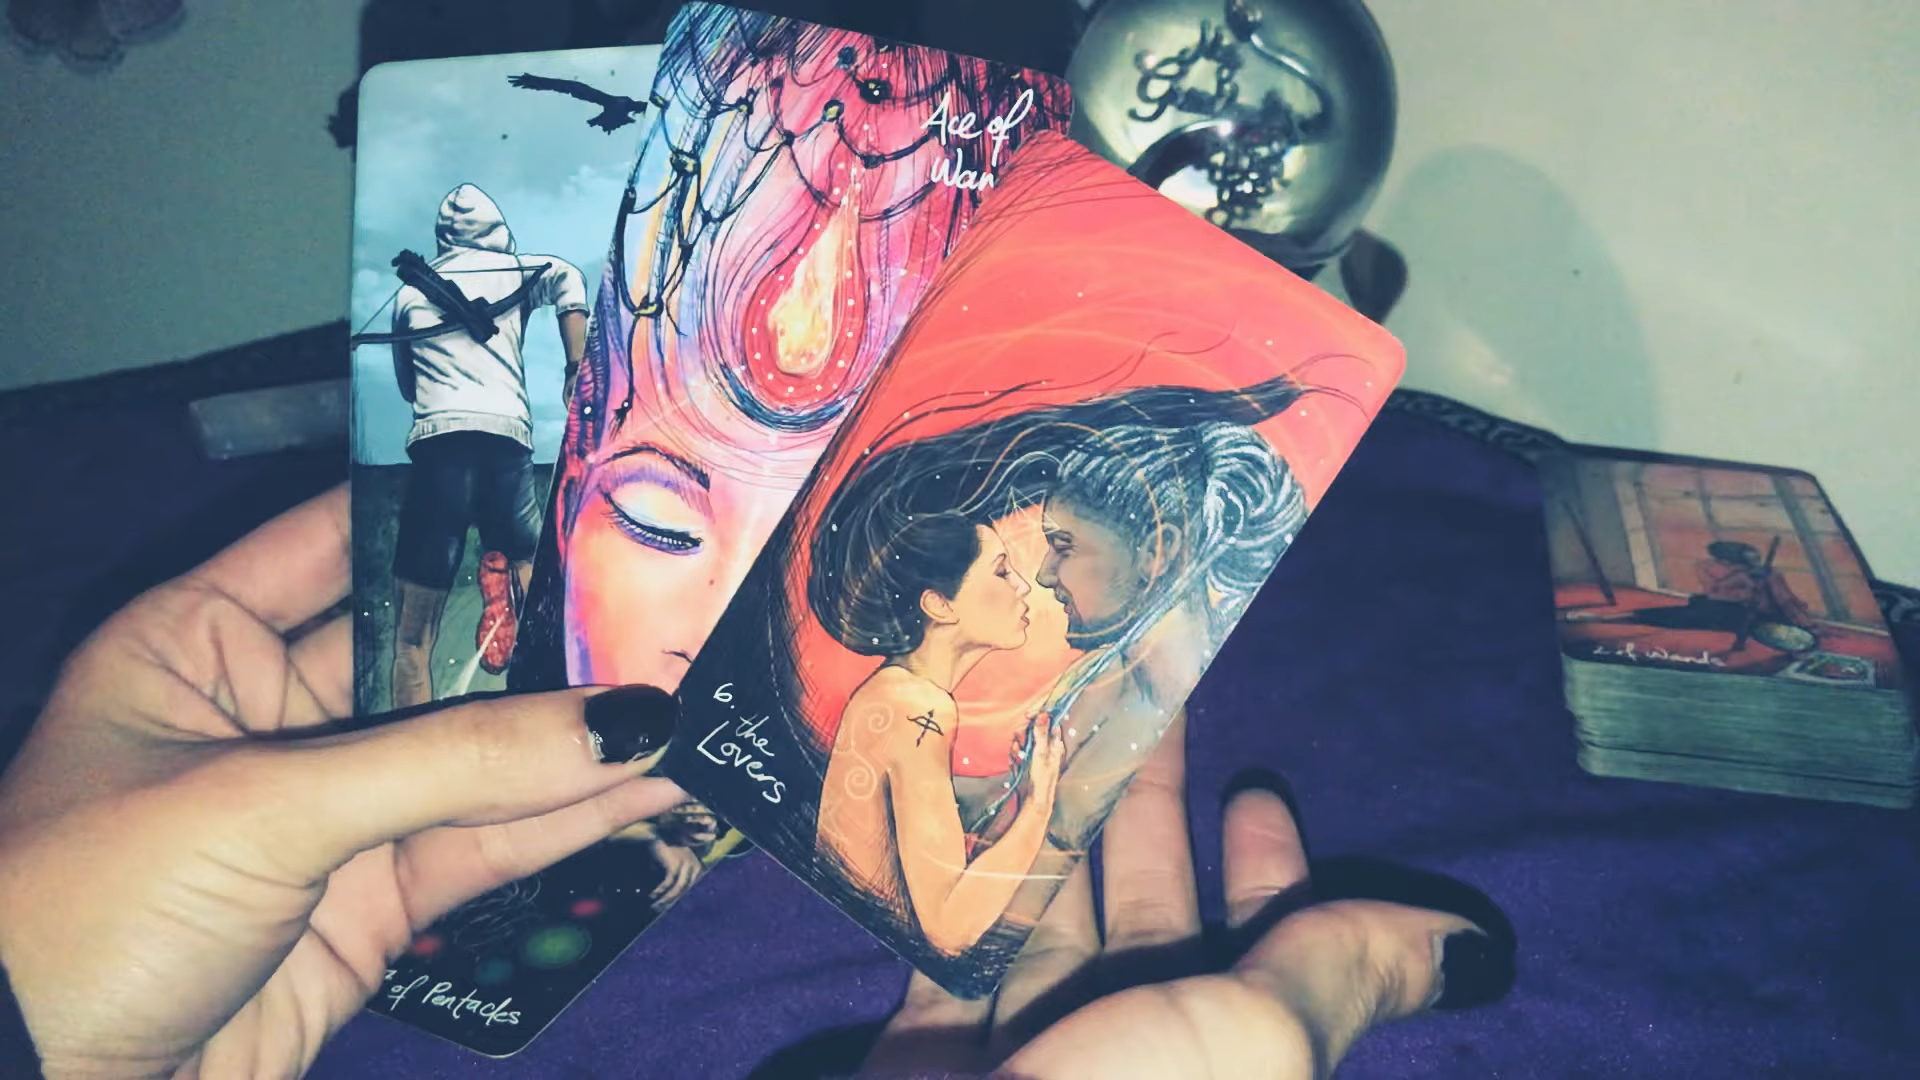 Ace of
Wan
6. the
Lovers
of Pentacles
of Wands